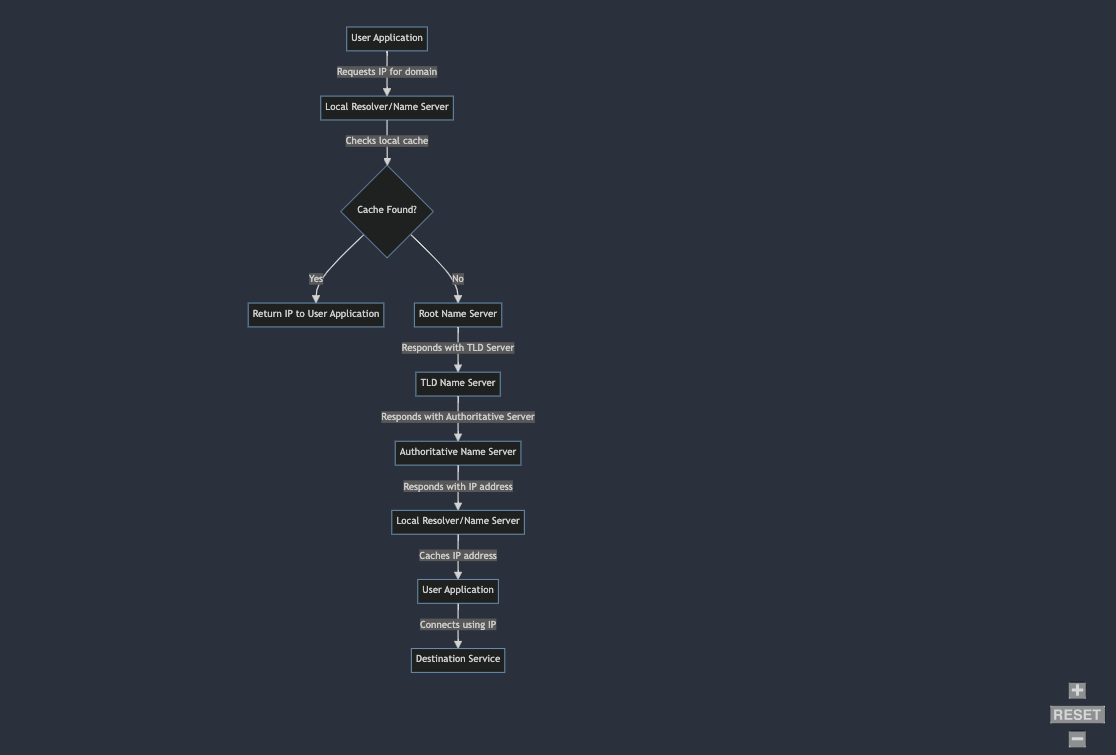 User Application
Requests IP for domain
Local Resolver/Name Server
Checks local cache
Cache Found?
Yes
No
Return IP to User Application
Root Name Server
Responds with TLD Server
TLD Name Server
Responds with Authoritative Server
Authoritative Name Server
Responds with IP address
Local Resolver/Name Server
Caches IP address
User Application
Connects using IP
Destination Service
+
RESET
−